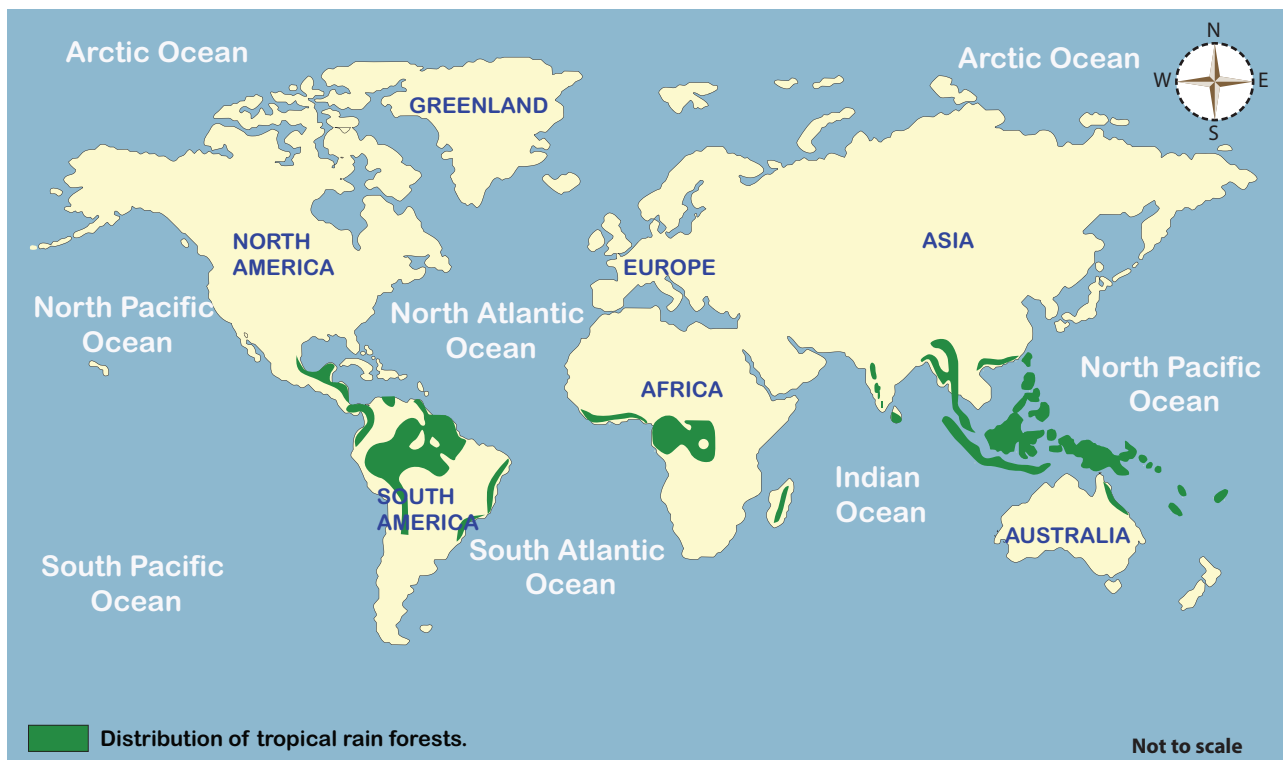 Arctic Ocean
Arctic Ocean
N
W
E
S
GREENLAND
NORTH
AMERICA
EUROPE
ASIA
North Pacific
Ocean
North Atlantic
Ocean
North Pacific
Ocean
AFRICA
Indian
Ocean
SOUTH
AMERICA
AUSTRALIA
South Pacific
Ocean
South Atlantic
Ocean
Distribution of tropical rain forests.
Not to scale